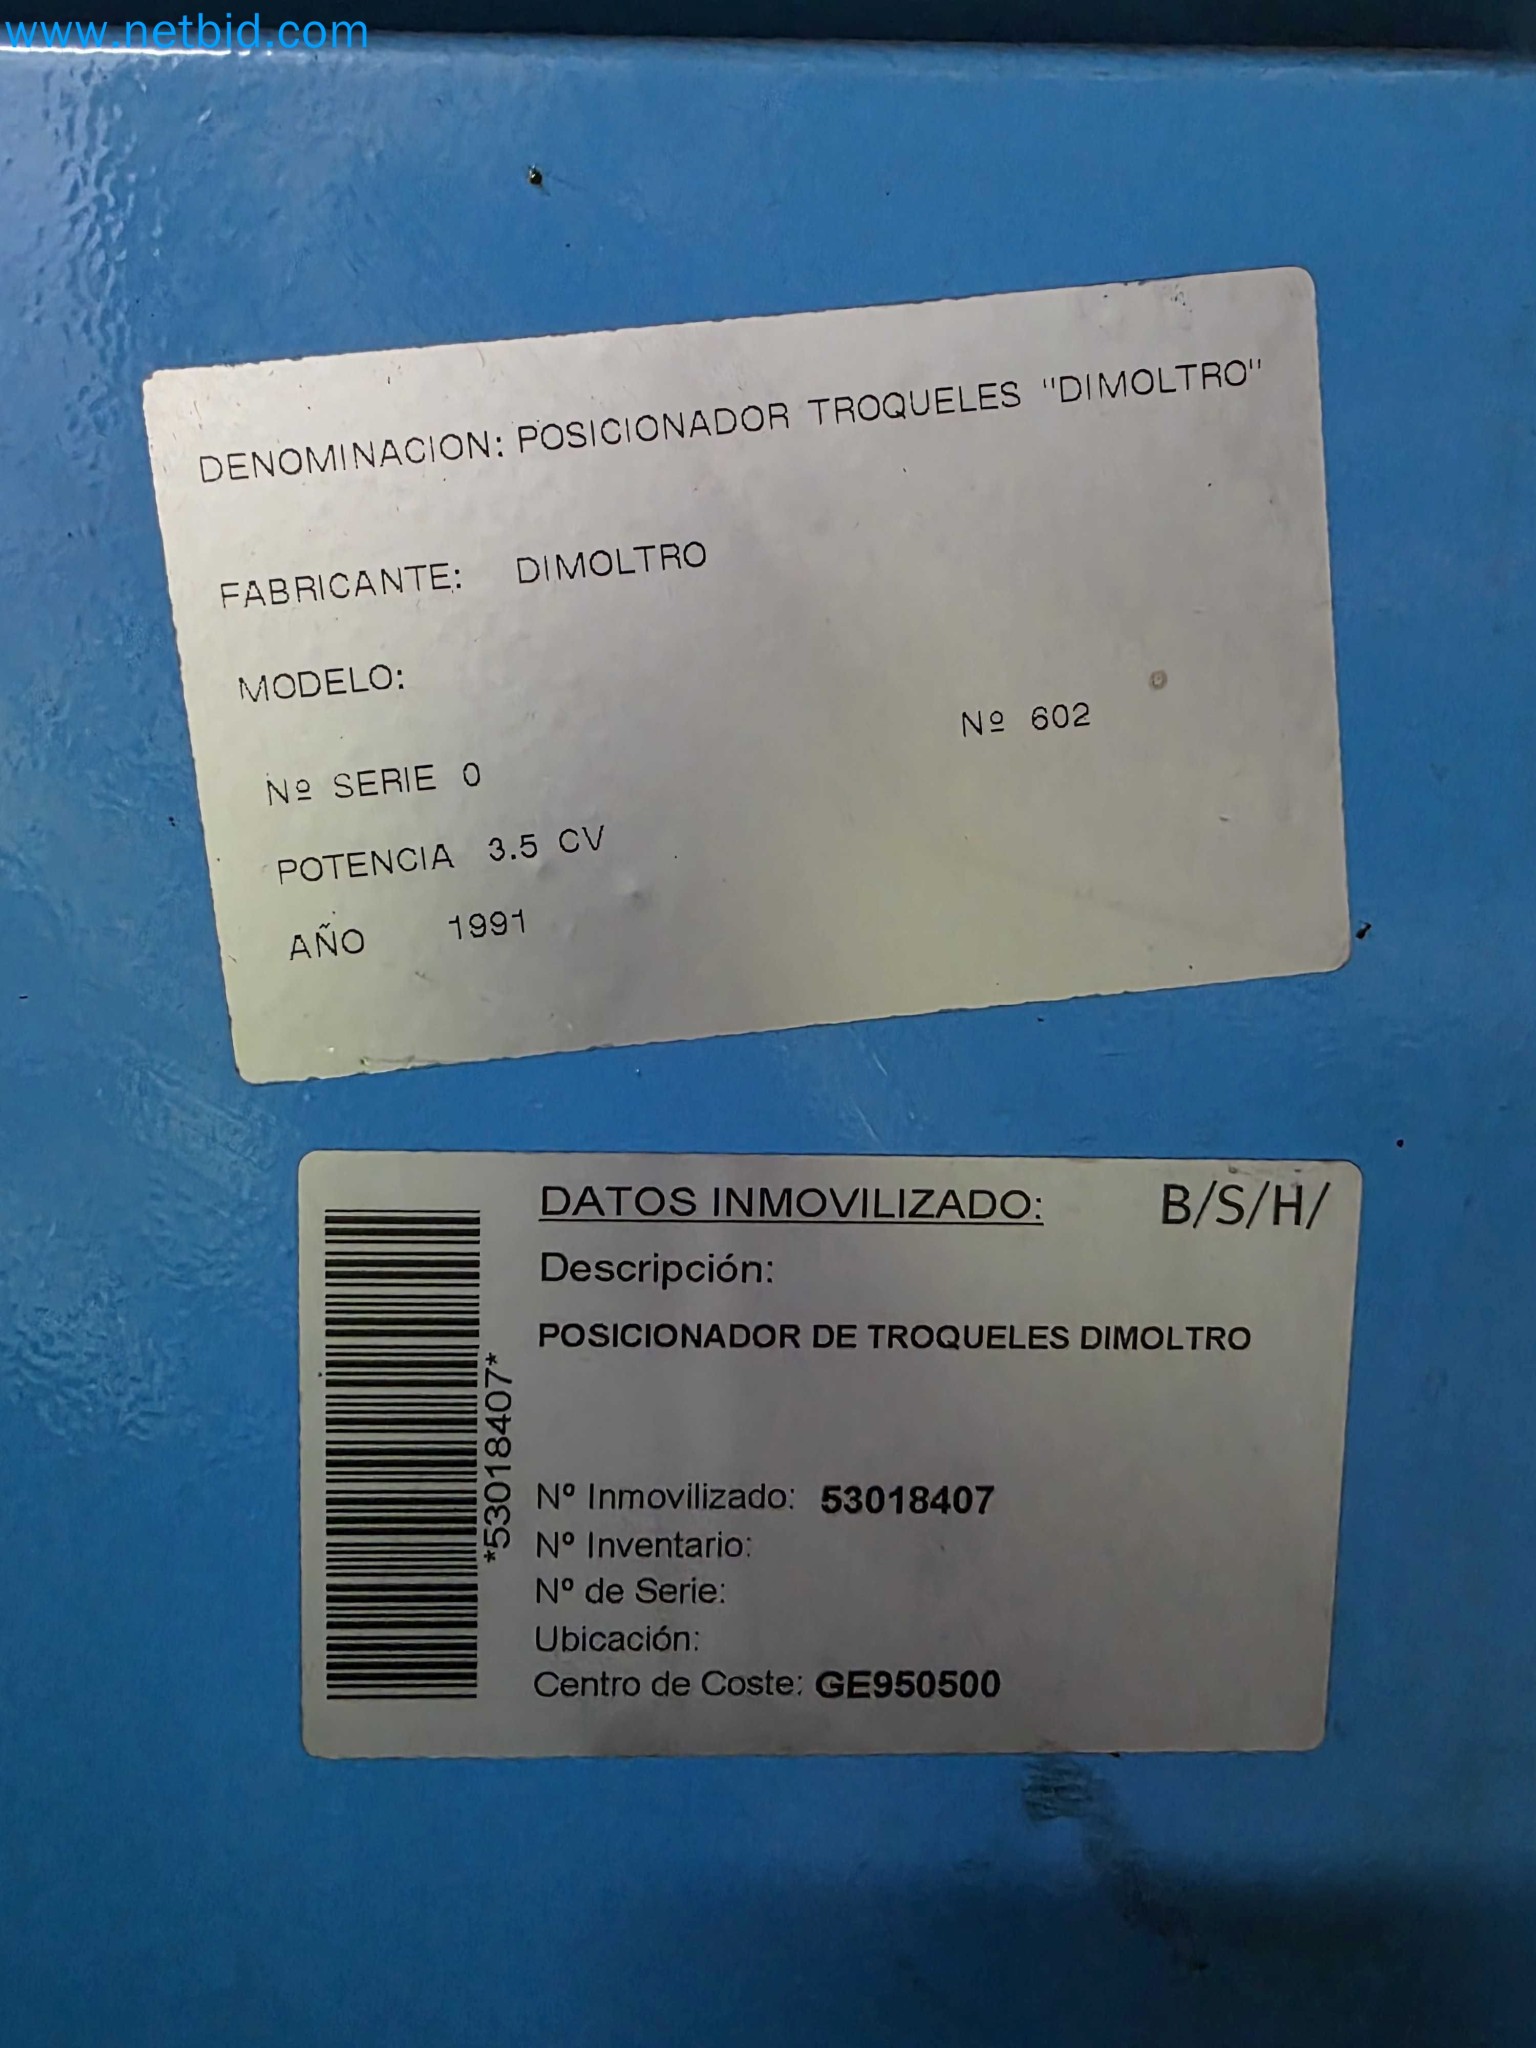 www.netbid.com
DENOMINACION: POSICIONADOR TROQUELES "DIMOLTRO"
FABRICANTE: DIMOLTRO
MODELO:
Nº 602
Nº SERIE 0
POTENCIA 3.5 CV
AÑO 1991
DATOS INMOVILIZADO: B/S/H/
Descripción:
POSICIONADOR DE TROQUELES DIMOLTRO
*53018407*
Nº Inmovilizado: 53018407
Nº Inventario:
Nº de Serie:
Ubicación:
Centro de Coste: GE950500